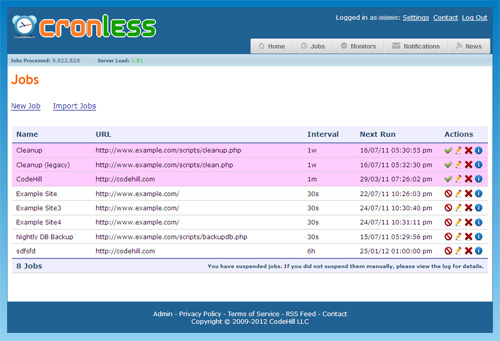 cronless
Logged in as : Settings Contact Log Out
Home Jobs Monitors Notifications News
Jobs Processed: 9.822.828 Server Load: 1.91
Jobs
New Job Import Jobs
Name URL Interval Next Run Actions
Cleanup http://www.example.com/scripts/cleanup.php 1w 16/07/11 05:30:55 pm
Cleanup (legacy) http://www.example.com/scripts/clean.php 1w 16/07/11 05:32:30 pm
CodeHill http://codehill.com 1m 29/03/11 07:26:02 pm
Example Site http://www.example.com/ 30s 22/07/11 10:26:03 pm
Example Site3 http://www.example.com/ 30s 24/07/11 10:30:40 pm
Example Site4 http://www.example.com/ 30s 24/07/11 10:31:11 pm
Nightly DB Backup http://www.example.com/scripts/backupdb.php 30s 15/07/11 05:29:56 pm
sdfsfd http://codehill.com 6h 25/01/12 01:00:00 pm
8 Jobs You have suspended jobs. If you did not suspend them manually, please view the log for details.
Admin - Privacy Policy - Terms of Service - RSS Feed - Contact
Copyright © 2009-2012 CodeHill LLC